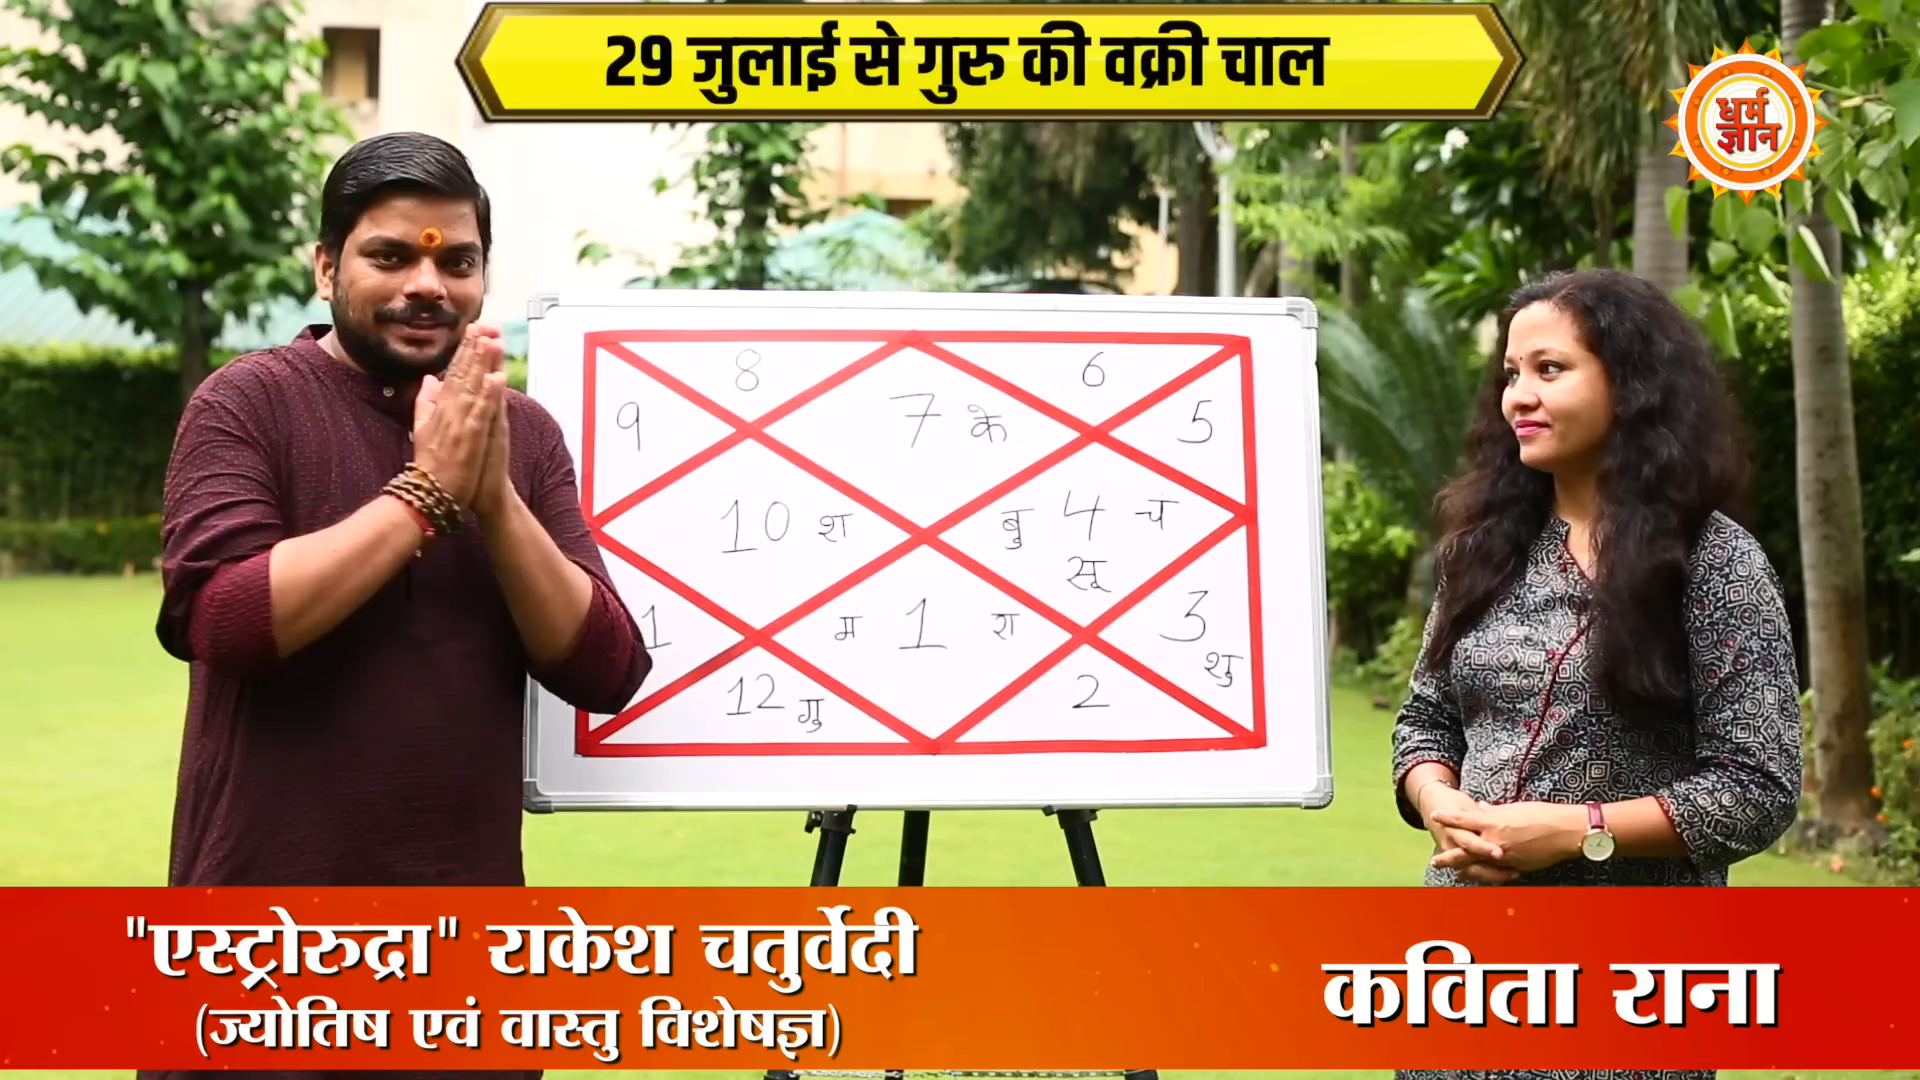 29 जुलाई से गुरु की वक्री चाल
धर्म
ज्ञान
8
6
9
7 के
5
10 श
बु 4 चं
सू
1
म 1 रा
3
शु
12 गु
2
"एस्ट्रोरुद्रा" राकेश चतुर्वेदी
(ज्योतिष एवं वास्तु विशेषज्ञ)
कविता राना